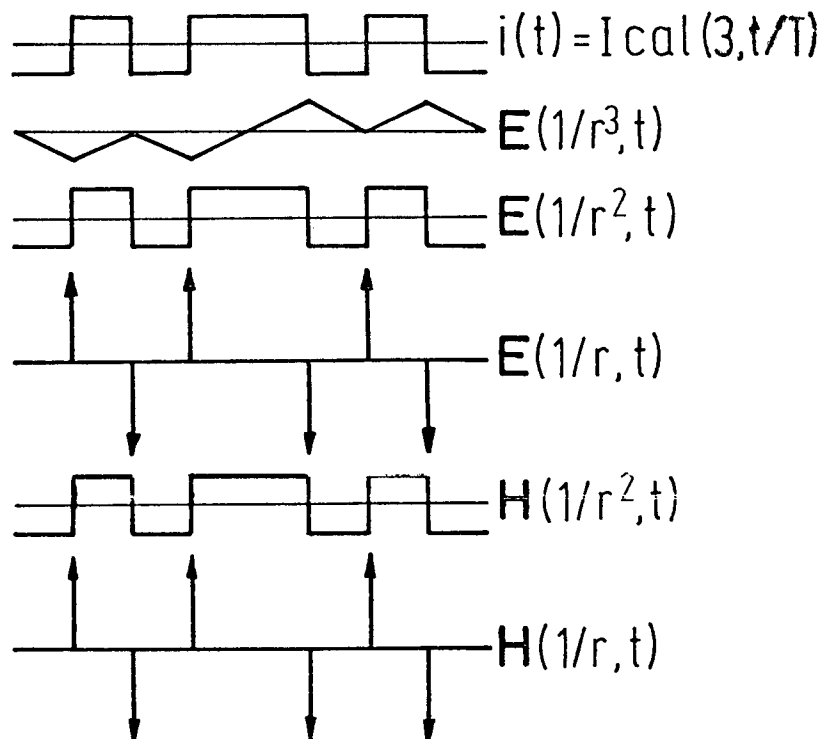 i(t) = I cal(3,t/T)
E(1/r³,t)
E(1/r²,t)
E(1/r,t)
H(1/r²,t)
H(1/r,t)